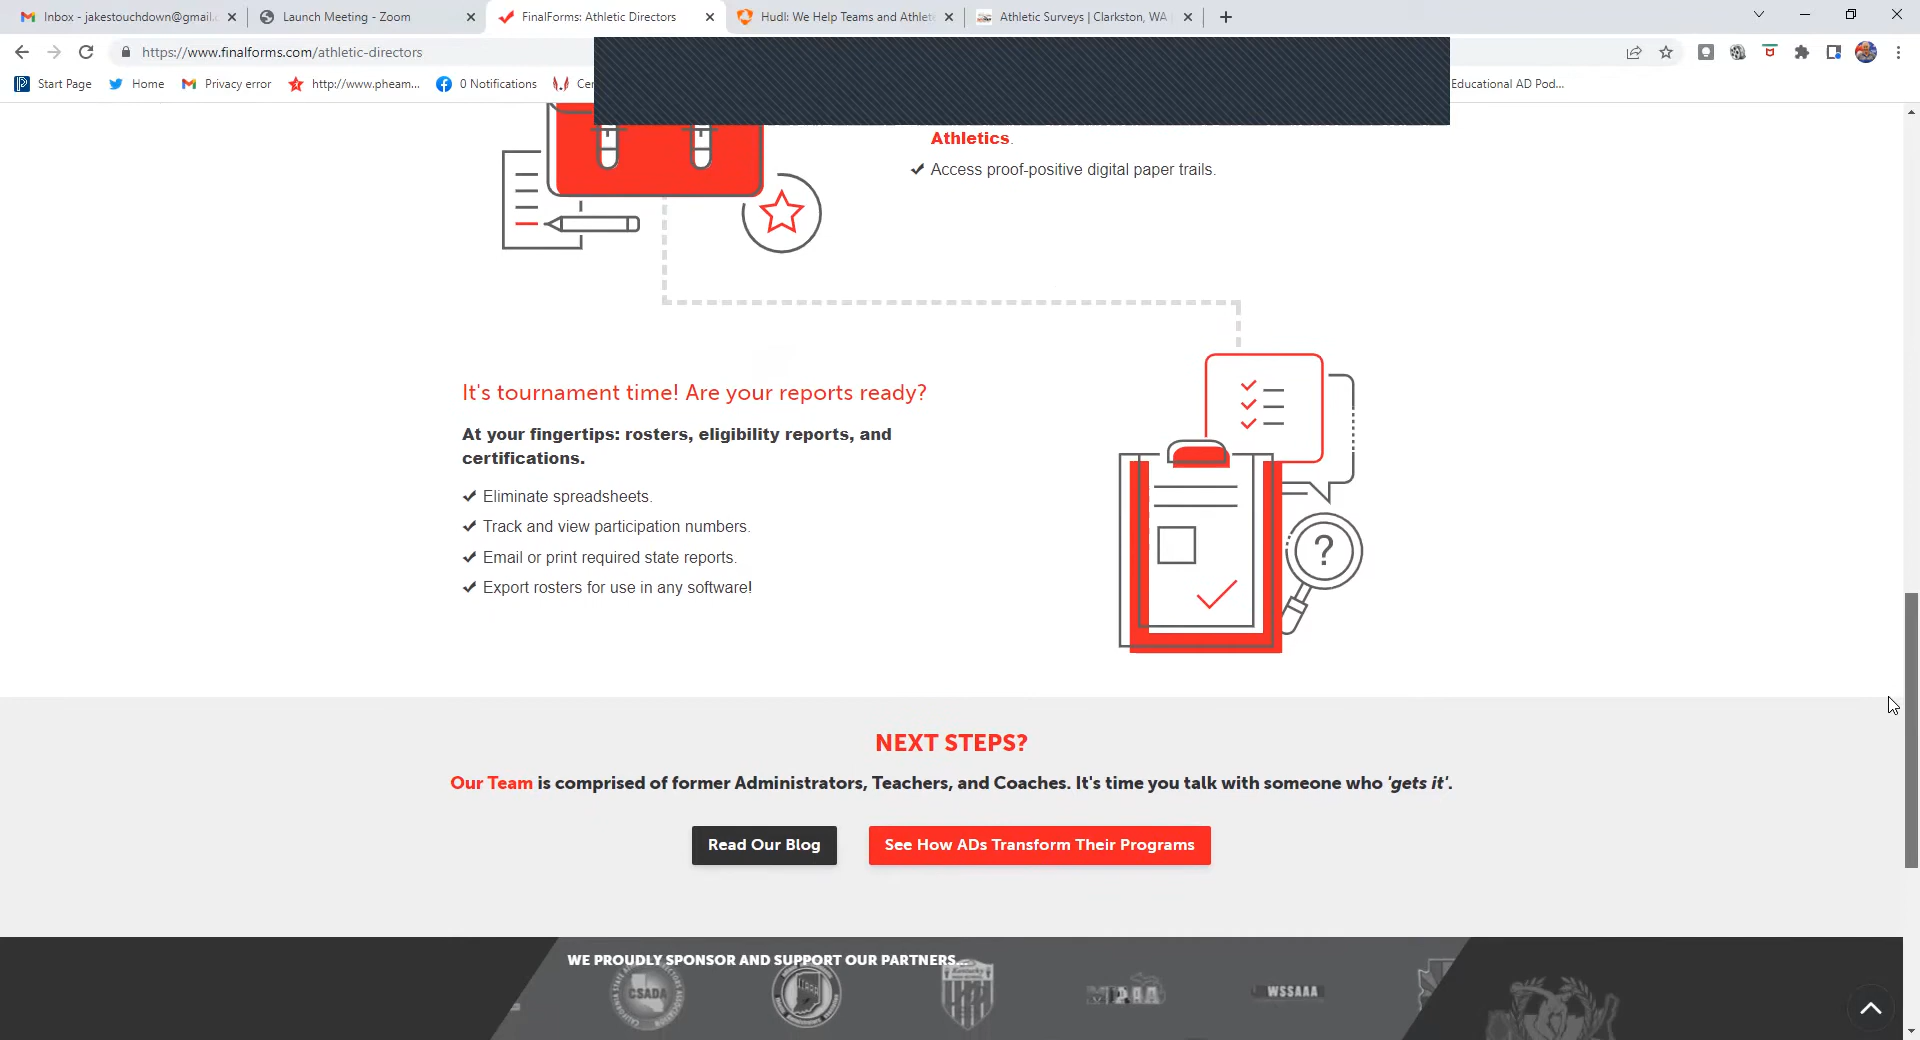 Inbox - jakestouchdown@gmail.
Launch Meeting - Zoom
FinalForms: Athletic Directors
Hudl: We Help Teams and Athlet
Athletic Surveys | Clarkston, WA
https://www.finalforms.com/athletic-directors
Start Page
Home
Privacy error
http://www.pheam...
0 Notifications
Cer
Educational AD Pod...
Athletics.
Access proof-positive digital paper trails.
It's tournament time! Are your reports ready?
At your fingertips: rosters, eligibility reports, and
certifications.
Eliminate spreadsheets.
Track and view participation numbers.
Email or print required state reports.
Export rosters for use in any software!
?
NEXT STEPS?
Our Team is comprised of former Administrators, Teachers, and Coaches. It's time you talk with someone who 'gets it'.
Read Our Blog
See How ADs Transform Their Programs
WE PROUDLY SPONSOR AND SUPPORT OUR PARTNERS...
CSADA
Kentucky
MIAAA
WSSAAA